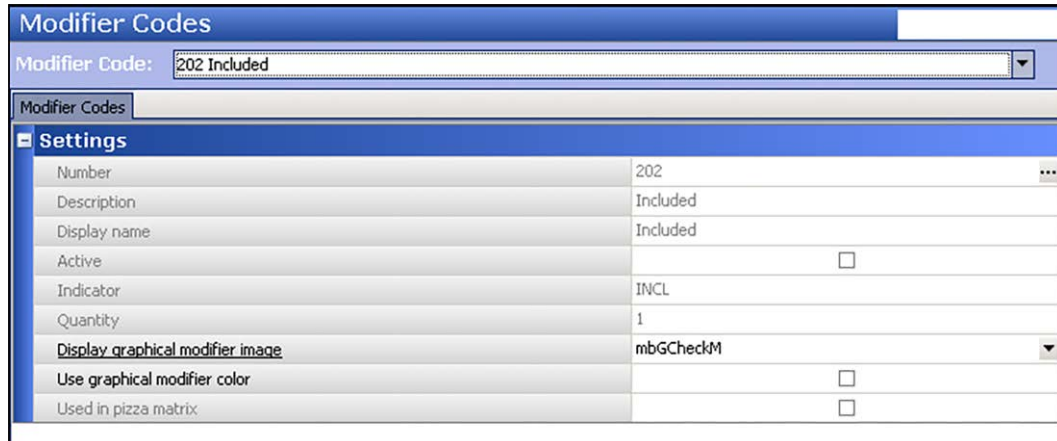 Modifier Codes
Modifier Code: 202 Included
Modifier Codes
Settings
Number 202 ...
Description Included
Display name Included
Active
Indicator INCL
Quantity 1
Display graphical modifier image mbGCheckM
Use graphical modifier color
Used in pizza matrix